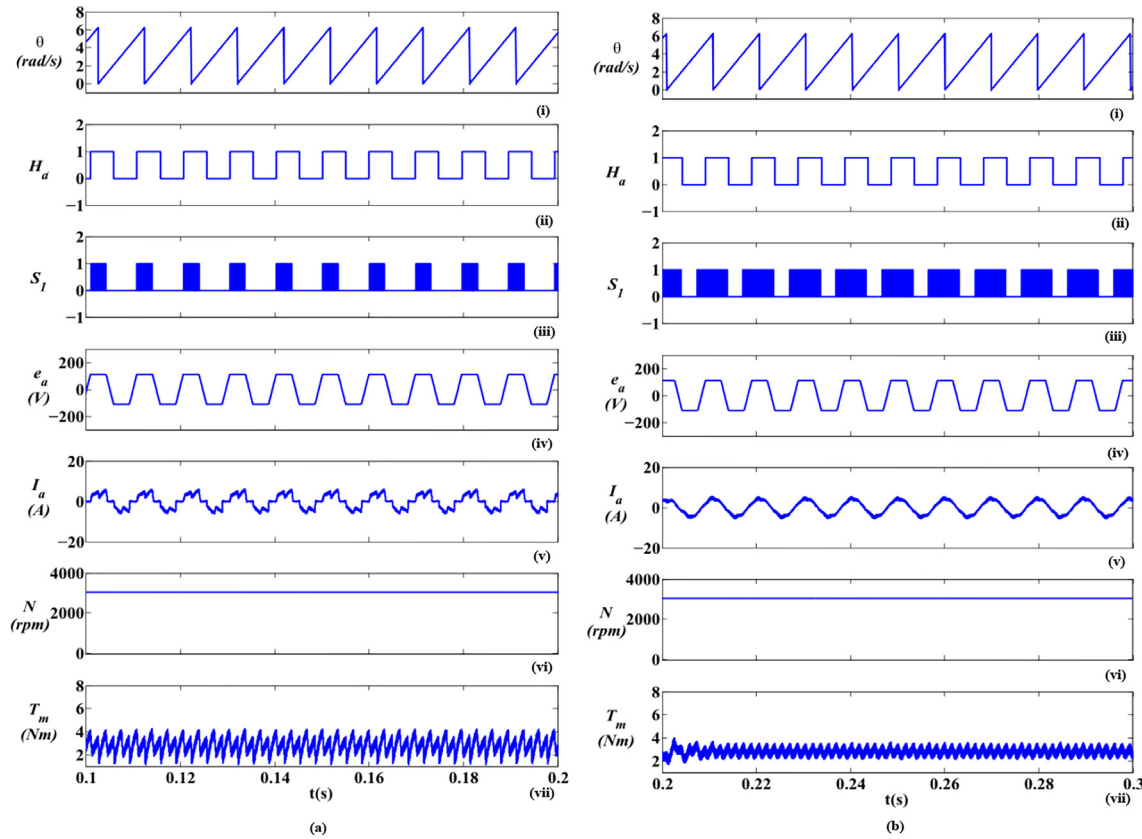 8
6
4
2
0
θ
(rad/s)
(i)
2
1
0
−1
H_a
(ii)
2
1
0
−1
S_1
(iii)
200
0
−200
e_a
(V)
(iv)
20
0
−20
I_a
(A)
(v)
4000
2000
0
N
(rpm)
(vi)
8
6
4
2
T_m
(Nm)
0.1 0.12 0.14 0.16 0.18 0.2
t(s)
(vii)
(a)
8
6
4
2
0
θ
(rad/s)
(i)
2
1
0
−1
H_a
(ii)
2
1
0
−1
S_1
(iii)
200
0
−200
e_a
(V)
(iv)
20
0
−20
I_a
(A)
(v)
4000
2000
0
N
(rpm)
(vi)
8
6
4
2
0
T_m
(Nm)
0.2 0.22 0.24 0.26 0.28 0.3
t(s)
(vii)
(b)